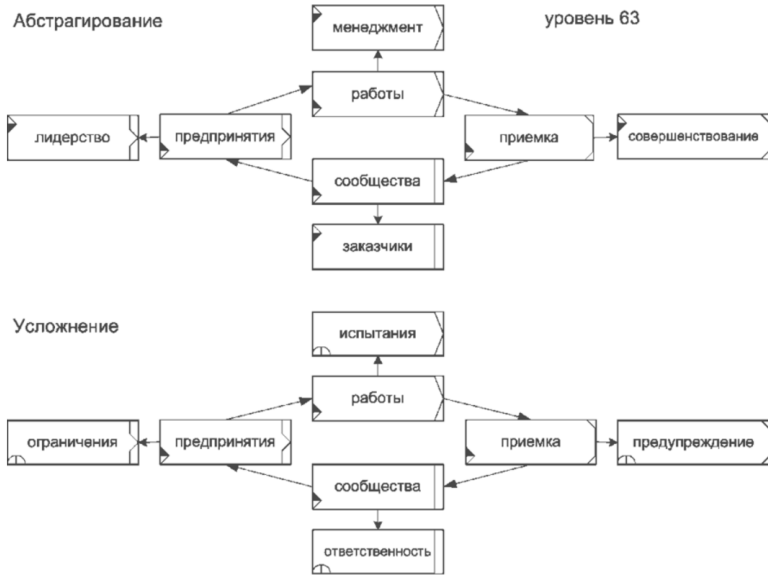 Абстрагирование
менеджмент
уровень 63
работы
лидерство
предпринятия
приемка
совершенствование
сообщества
заказчики
Усложнение
испытания
работы
ограничения
предпринятия
приемка
предупреждение
сообщества
ответственность